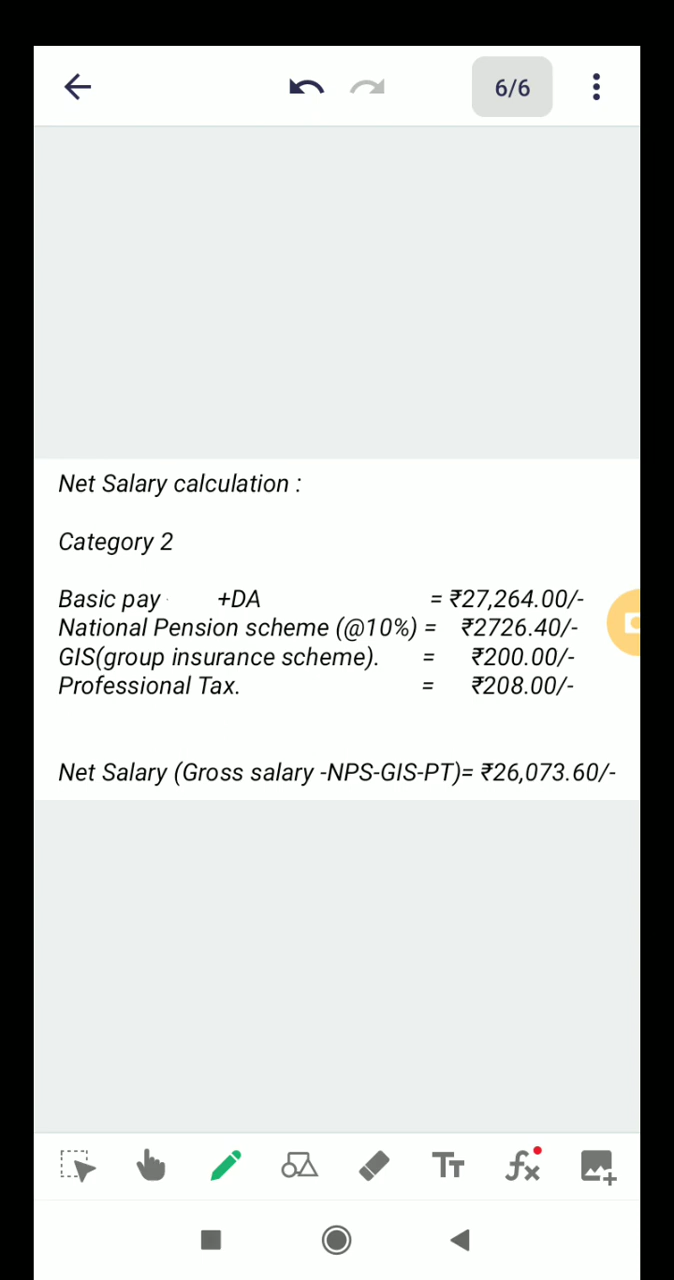 6/6
Net Salary calculation :
Category 2
Basic pay +DA = ₹27,264.00/-
National Pension scheme (@10%) = ₹2726.40/-
GIS(group insurance scheme). = ₹200.00/-
Professional Tax. = ₹208.00/-
Net Salary (Gross salary -NPS-GIS-PT)= ₹26,073.60/-
TT fx